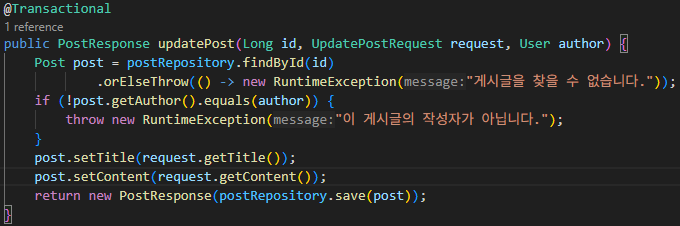 @Transactional
1 reference
public PostResponse updatePost(Long id, UpdatePostRequest request, User author) {
Post post = postRepository.findById(id)
.orElseThrow(() -> new RuntimeException(message:"게시글을 찾을 수 없습니다."));
if (!post.getAuthor().equals(author)) {
throw new RuntimeException(message:"이 게시글의 작성자가 아닙니다.");
}
post.setTitle(request.getTitle());
post.setContent(request.getContent());
return new PostResponse(postRepository.save(post));
}